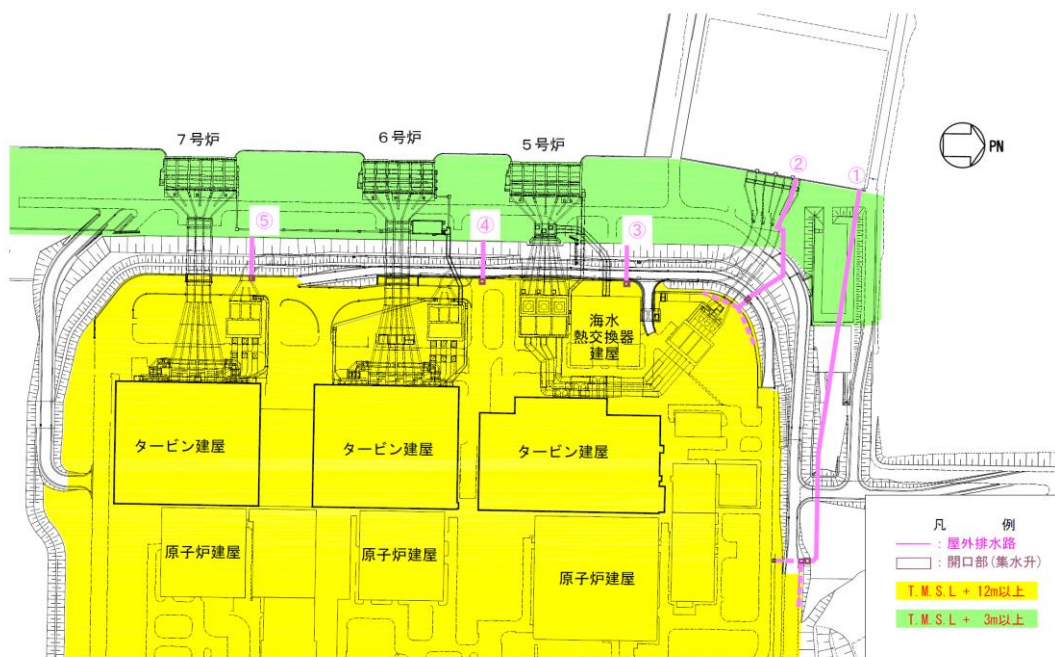 7号炉
6号炉
5号炉
②
①
PN
⑤
④
③
海水
熱交換器
建屋
タービン建屋
タービン建屋
タービン建屋
原子炉建屋
原子炉建屋
原子炉建屋
凡 例
：屋外排水路
：開口部(集水升)
T.M.S.L + 12m以上
T.M.S.L + 3m以上